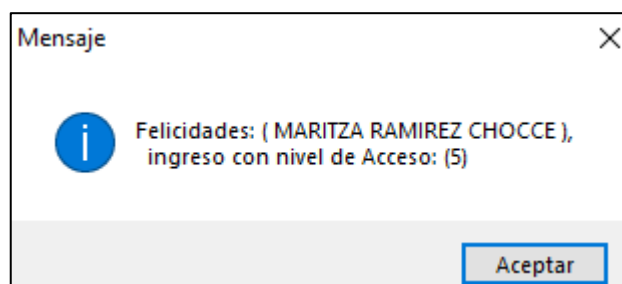 Mensaje
Felicidades: ( MARITZA RAMIREZ CHOCCE ),
ingreso con nivel de Acceso: (5)
Aceptar